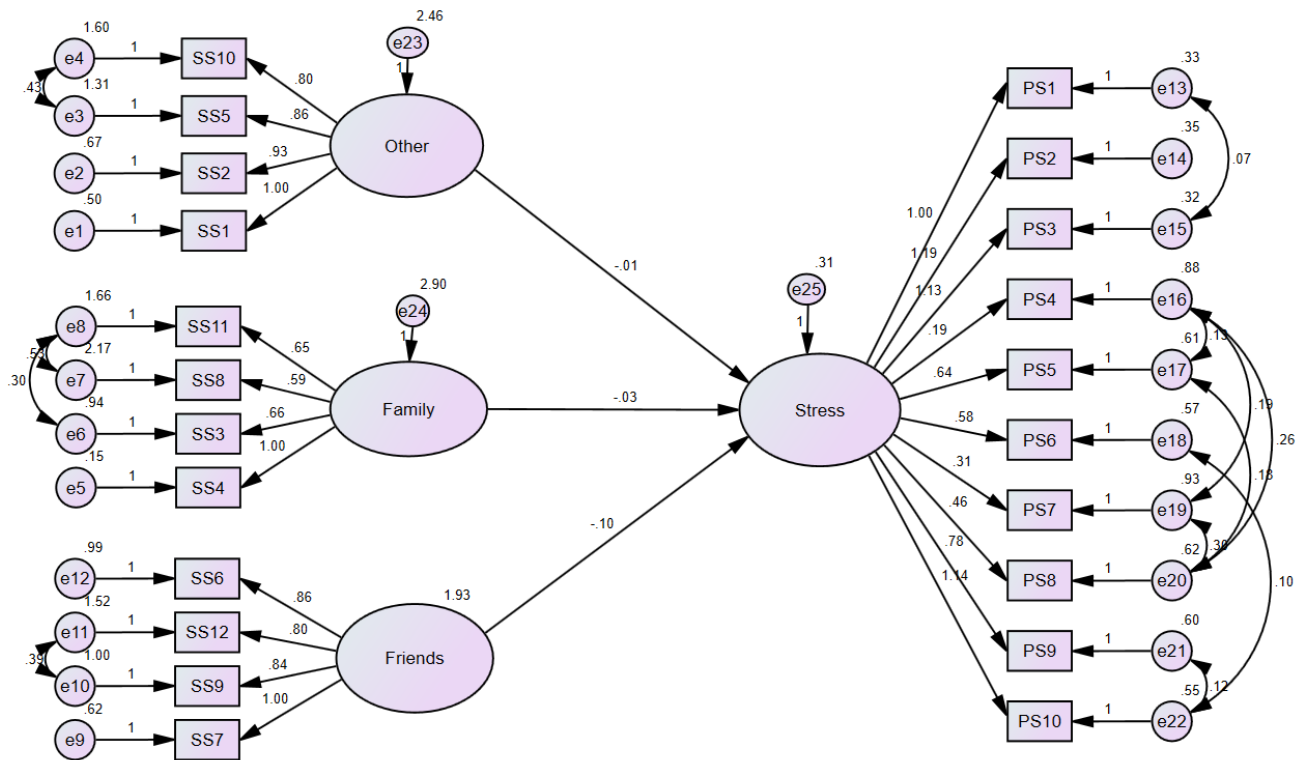 1.60
e4
1
SS10
.80
.43
1.31
e3
1
SS5
.86
.67
e2
1
SS2
.93
.50
e1
1
SS1
1.00
2.46
e23
1
Other
1.66
e8
1
SS11
.65
.53
2.17
e7
1
SS8
.59
.30
.94
e6
1
SS3
.66
.15
e5
1
SS4
1.00
2.90
e24
1
Family
.99
e12
1
SS6
.86
1.52
e11
1
SS12
.80
.39
1.00
e10
1
SS9
.84
.62
e9
1
SS7
1.00
1.93
Friends
-.01
-.03
-.10
.31
e25
1
Stress
1.00
PS1
1
.33
e13
1.19
PS2
1
.35
e14
.07
1.13
PS3
1
.32
e15
.19
PS4
1
.88
e16
.64
PS5
1
.61
e17
.13
.58
PS6
1
.57
e18
.19
.26
.31
PS7
1
.93
e19
.18
.46
PS8
1
.62
e20
.30
.10
.78
PS9
1
.60
e21
1.14
PS10
1
.55
e22
.12